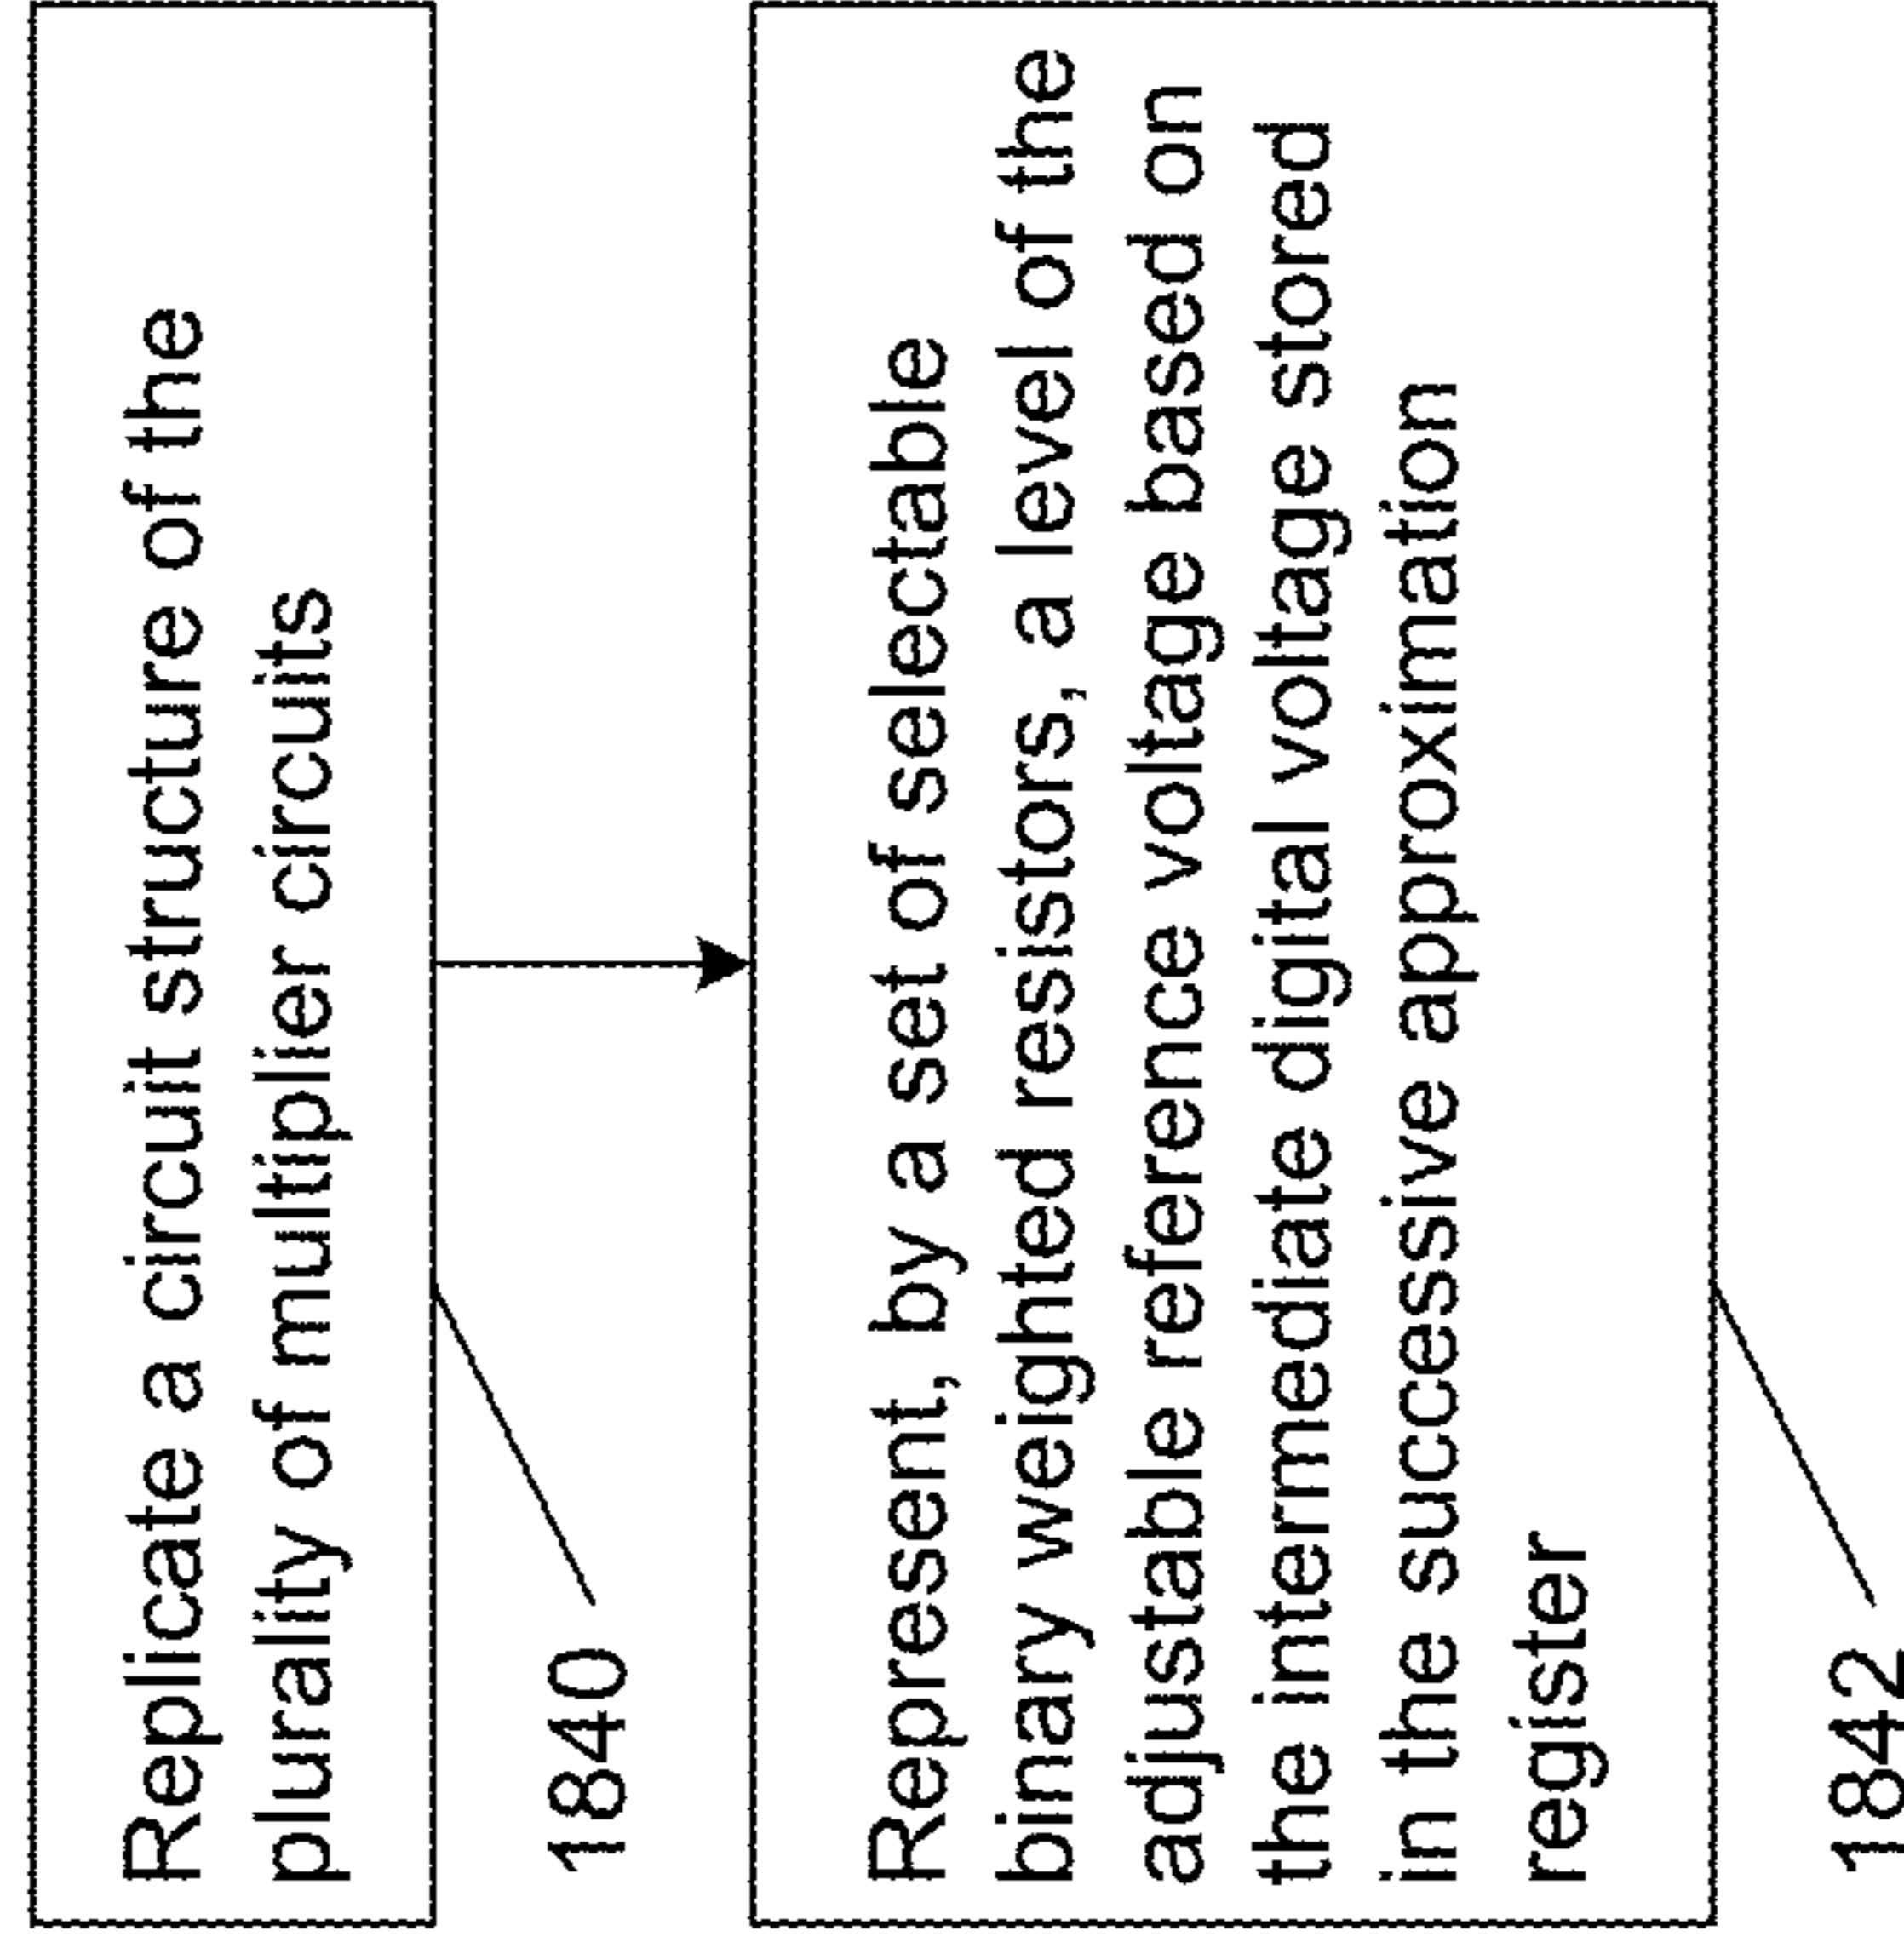 Replicate a circuit structure of the
plurality of multiplier circuits
1840
Represent, by a set of selectable
binary weighted resistors, a level of the
adjustable reference voltage based on
the intermediate digital voltage stored
in the successive approximation
register
1842